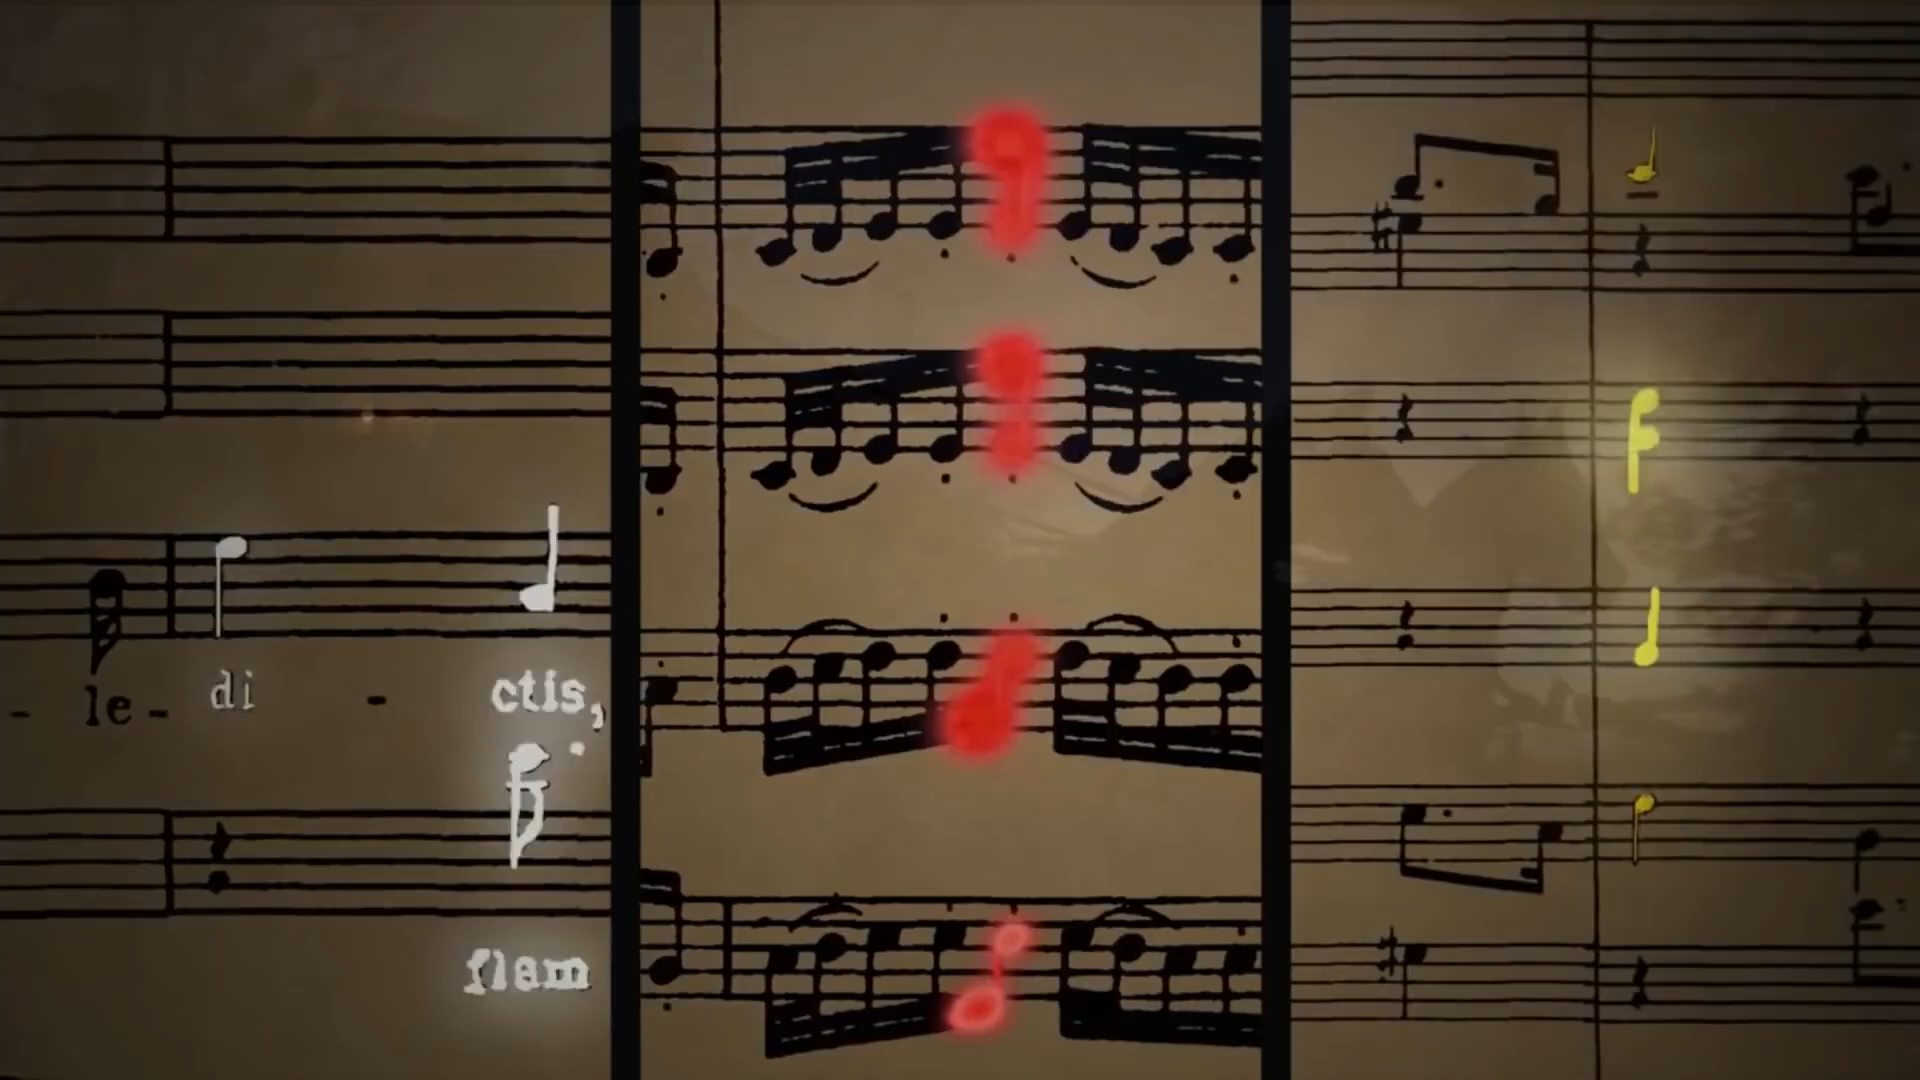 - le - di - ctis,
flam